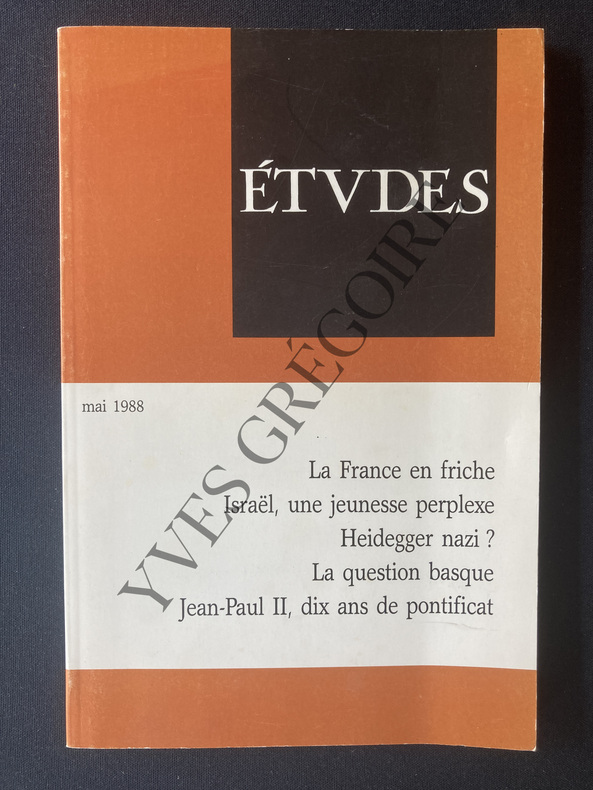 ÉTVDES
mai 1988
La France en friche
Israël, une jeunesse perplexe
Heidegger nazi ?
La question basque
Jean-Paul II, dix ans de pontificat
YVES GRÉGOIRE